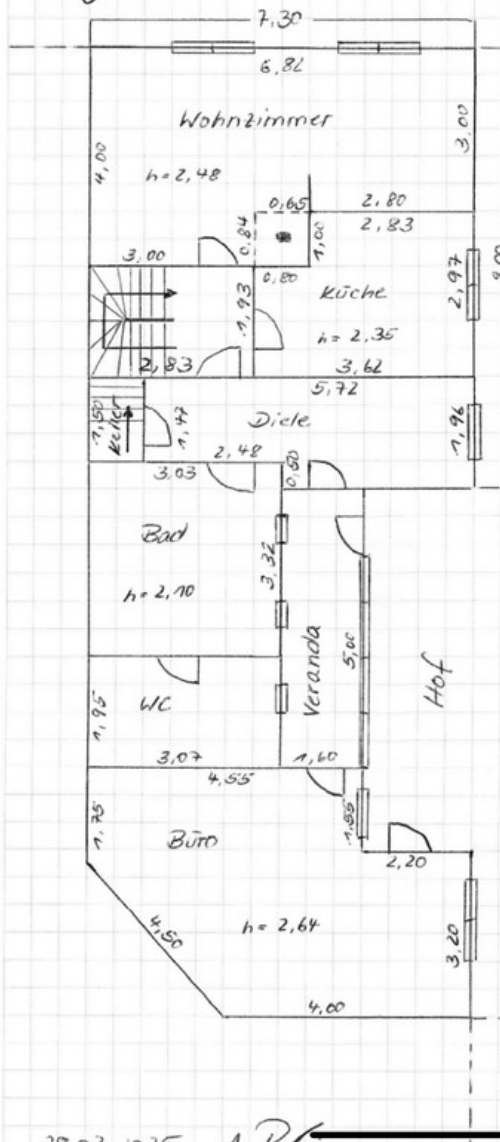 7,30
6,82
Wohnzimmer
4,00
3,00
h = 2,48
0,65
2,80
0,84
1,00
2,83
3,00
0,80
1,93
Küche
2,97
h = 2,35
2,83
3,62
5,72
1,50
Keller
1,47
Diele
1,96
2,48
3,03
0,50
Bad
3,32
h = 2,10
Veranda
5,00
Hof
WC
1,95
3,07
1,60
4,55
1,75
Büro
1,55
2,20
4,50
h = 2,64
3,20
4,00